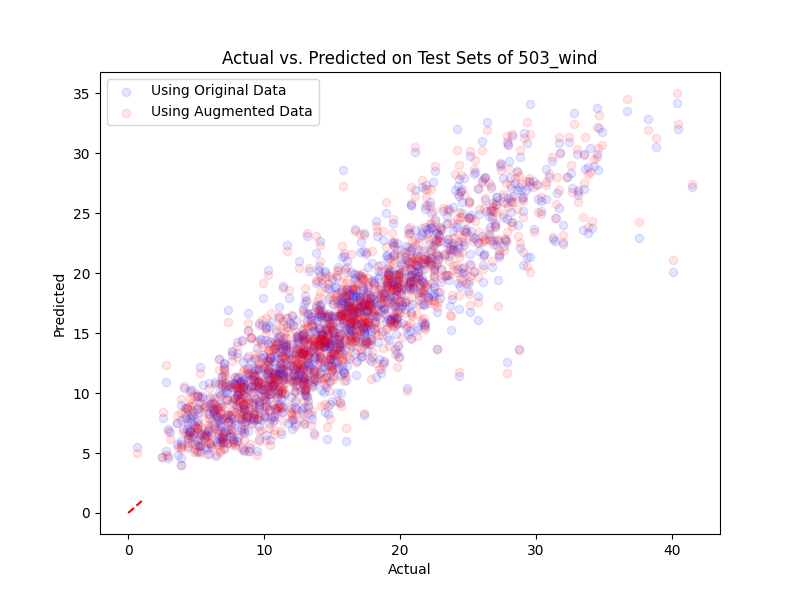 Actual vs. Predicted on Test Sets of 503_wind
Using Original Data
Using Augmented Data
35
30
25
20
15
10
5
0
Predicted
0 10 20 30 40
Actual